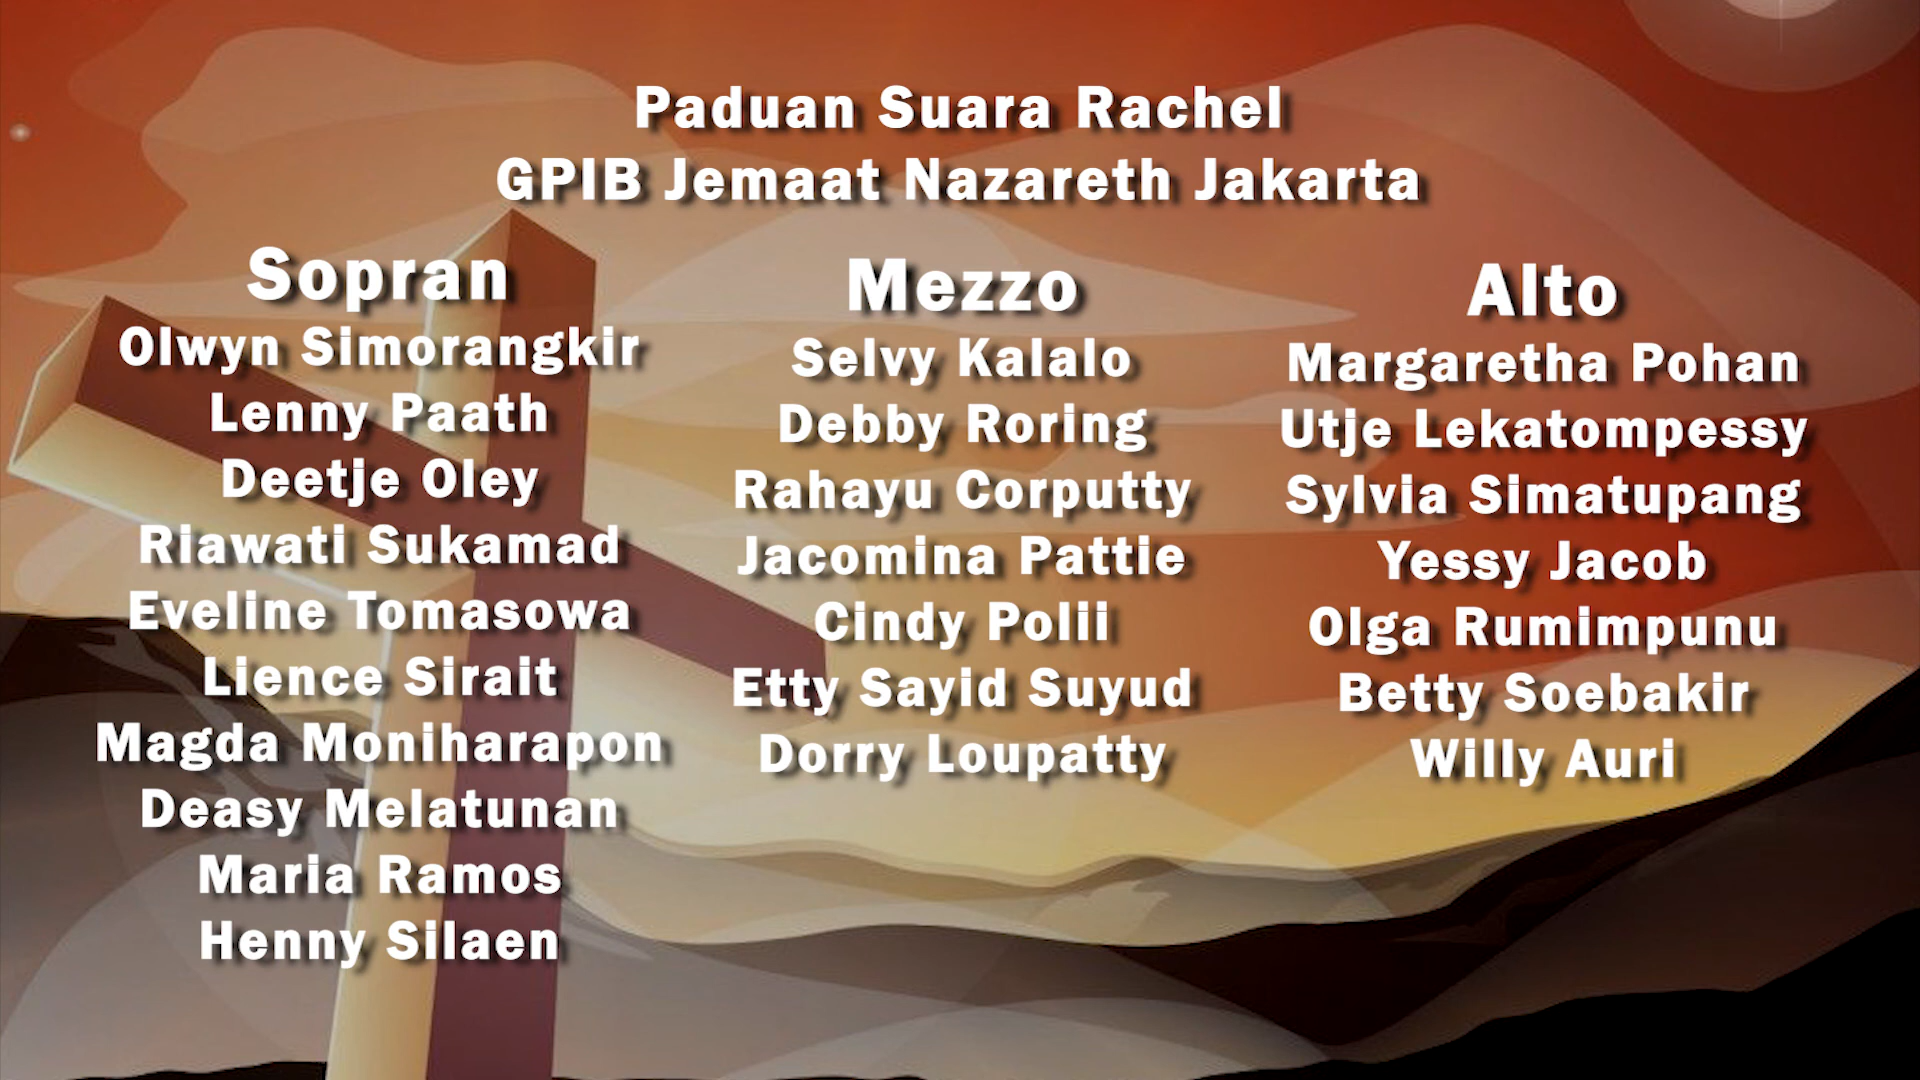 Paduan Suara Rachel
GPIB Jemaat Nazareth Jakarta
Sopran
Olwyn Simorangkir
Lenny Paath
Deetje Oley
Riawati Sukamad
Eveline Tomasowa
Lience Sirait
Magda Moniharapon
Deasy Melatunan
Maria Ramos
Henny Silaen
Mezzo
Selvy Kalalo
Debby Roring
Rahayu Corputty
Jacomina Pattie
Cindy Polii
Etty Sayid Suyud
Dorry Loupatty
Alto
Margaretha Pohan
Utje Lekatompessy
Sylvia Simatupang
Yessy Jacob
Olga Rumimpunu
Betty Soebakir
Willy Auri